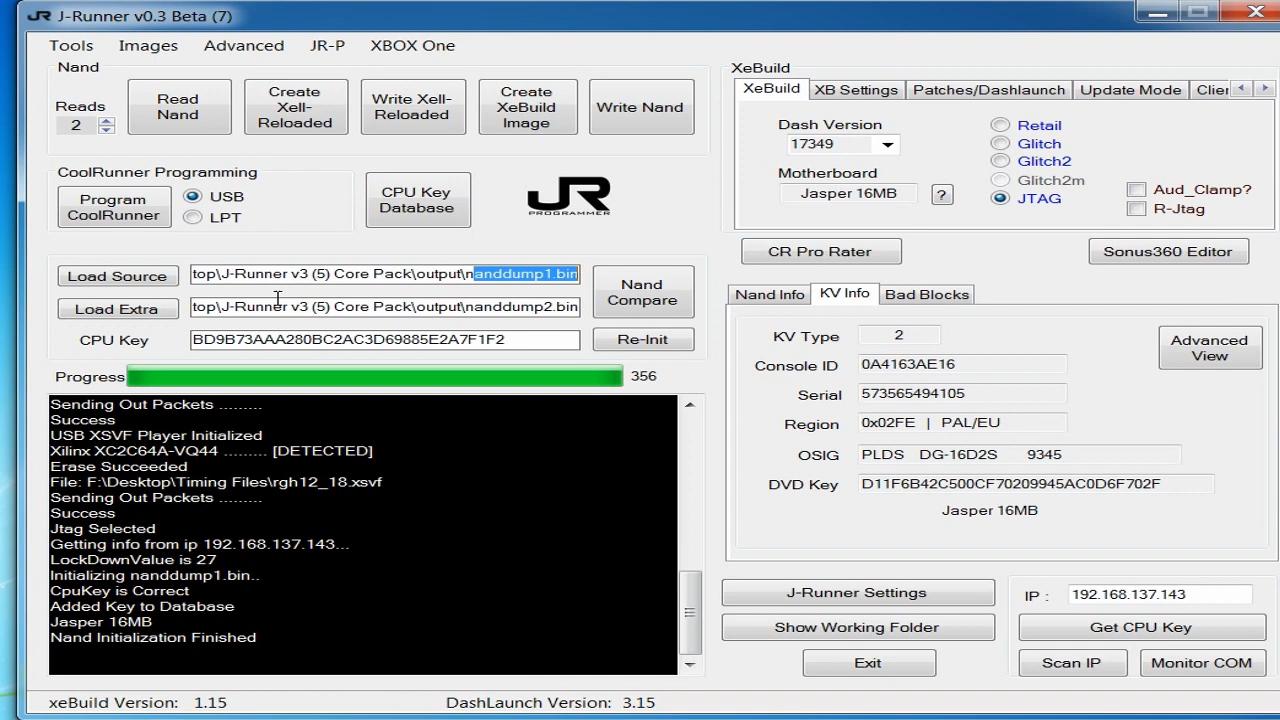 J-Runner v0.3 Beta (7)
Tools Images Advanced JR-P XBOX One
Nand
Reads
2
Read Nand
Create Xell-Reloaded
Write Xell-Reloaded
Create XeBuild Image
Write Nand
CoolRunner Programming
Program CoolRunner
USB
LPT
CPU Key Database
JR
PROGRAMMER
Load Source top\J-Runner v3 (5) Core Pack\output\nanddump1.bin
Load Extra top\J-Runner v3 (5) Core Pack\output\nanddump2.bin
Nand Compare
CPU Key BD9B73AAA280BC2AC3D69885E2A7F1F2 Re-Init
Progress 356
Sending Out Packets .........
Success
USB XSVF Player Initialized
Xilinx XC2C64A-VQ44 ........ [DETECTED]
Erase Succeeded
File: F:\Desktop\Timing Files\rgh12_18.xsvf
Sending Out Packets .........
Success
Jtag Selected
Getting info from ip 192.168.137.143...
LockDownValue is 27
Initializing nanddump1.bin..
CpuKey is Correct
Added Key to Database
Jasper 16MB
Nand Initialization Finished
XeBuild
XeBuild XB Settings Patches/Dashlaunch Update Mode Clier
Dash Version
17349
Motherboard
Jasper 16MB ?
Retail
Glitch
Glitch2
Glitch2m
JTAG
Aud_Clamp?
R-Jtag
CR Pro Rater
Sonus360 Editor
Nand Info KV Info Bad Blocks
KV Type 2
Console ID 0A4163AE16
Serial 573565494105
Region 0x02FE | PAL/EU
OSIG PLDS DG-16D2S 9345
DVD Key D11F6B42C500CF70209945AC0D6F702F
Jasper 16MB
Advanced View
J-Runner Settings
Show Working Folder
Exit
IP : 192.168.137.143
Get CPU Key
Scan IP Monitor COM
xeBuild Version: 1.15 DashLaunch Version: 3.15